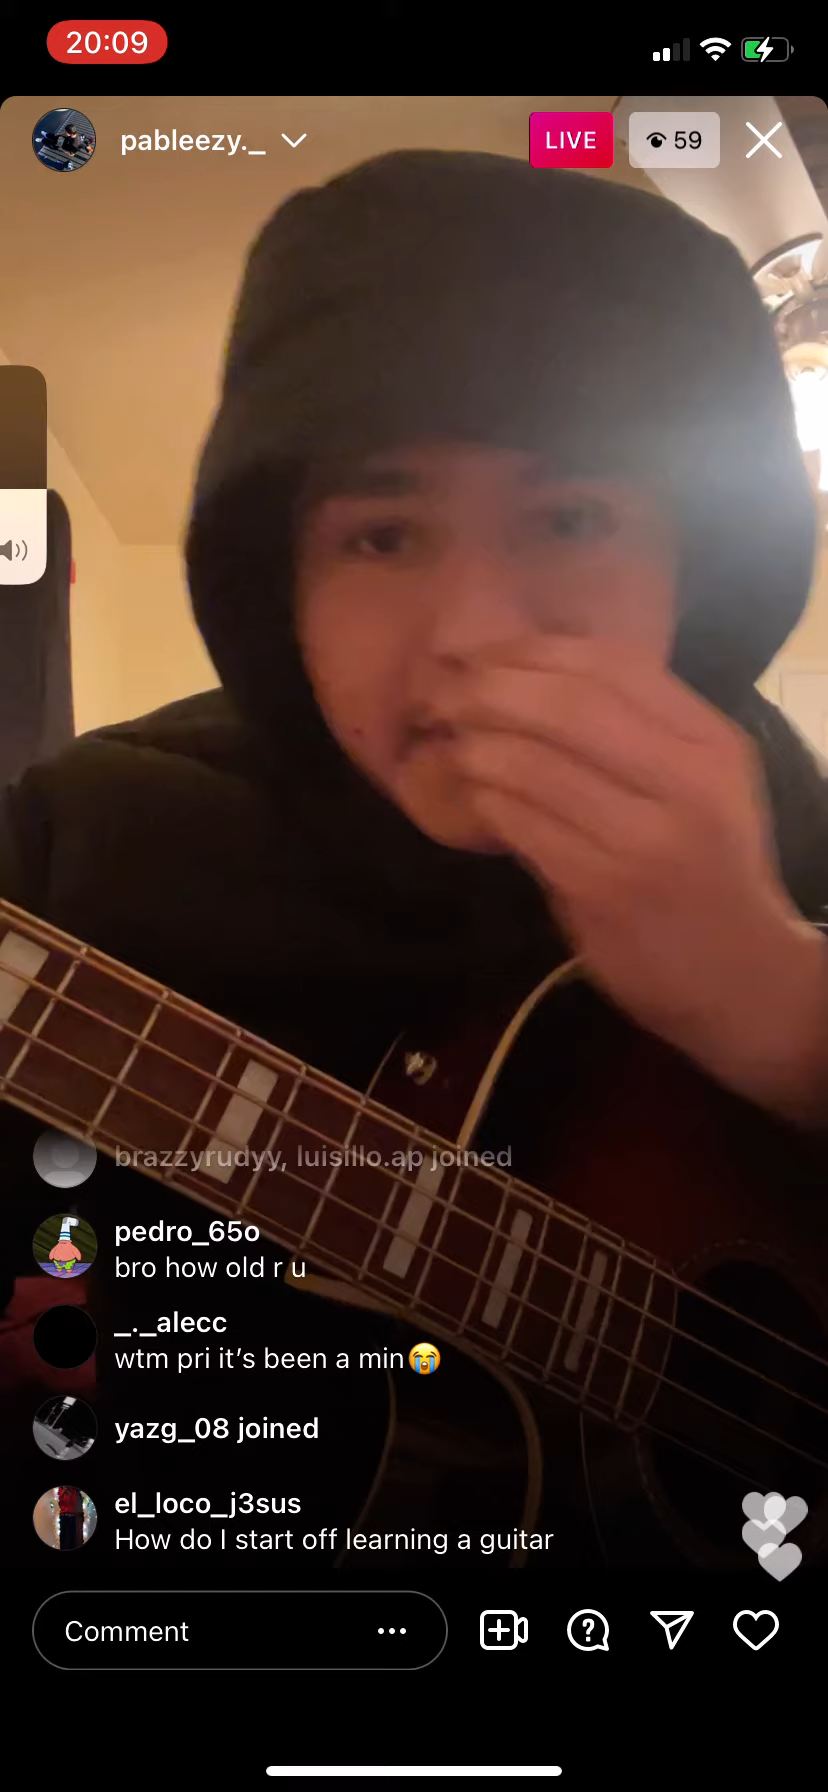 20:09
pableezy._
LIVE
59
brazzyrudyy, luisillo.ap joined
pedro_65o
bro how old r u
_._alecc
wtm pri it’s been a min😭
yazg_08 joined
el_loco_j3sus
How do I start off learning a guitar
Comment